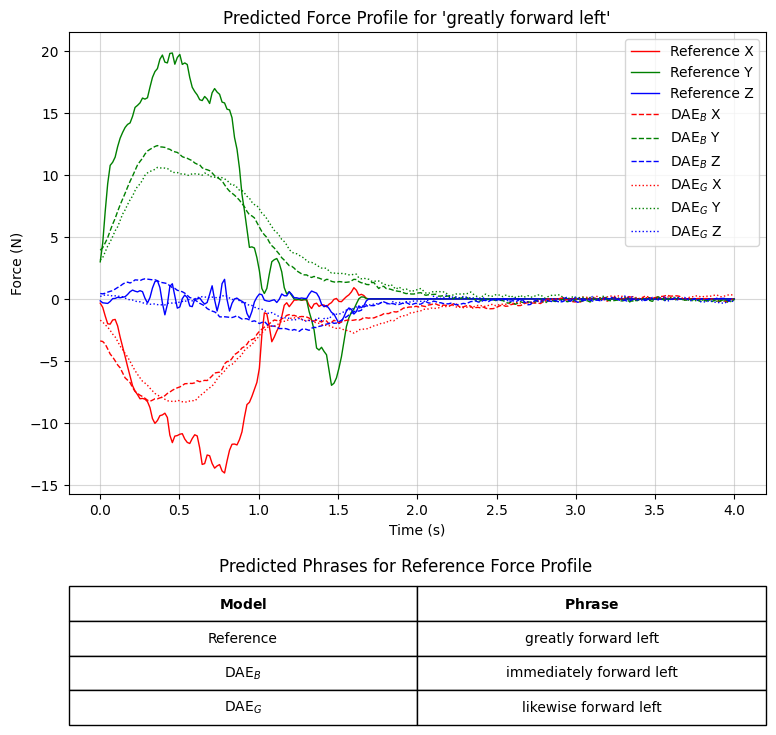 Predicted Force Profile for 'greatly forward left'
Force (N)
20
15
10
5
0
−5
−10
−15
Reference X
Reference Y
Reference Z
DAE_B X
DAE_B Y
DAE_B Z
DAE_G X
DAE_G Y
DAE_G Z
0.0 0.5 1.0 1.5 2.0 2.5 3.0 3.5 4.0
Time (s)
Predicted Phrases for Reference Force Profile
Model Phrase
Reference greatly forward left
DAE_B immediately forward left
DAE_G likewise forward left